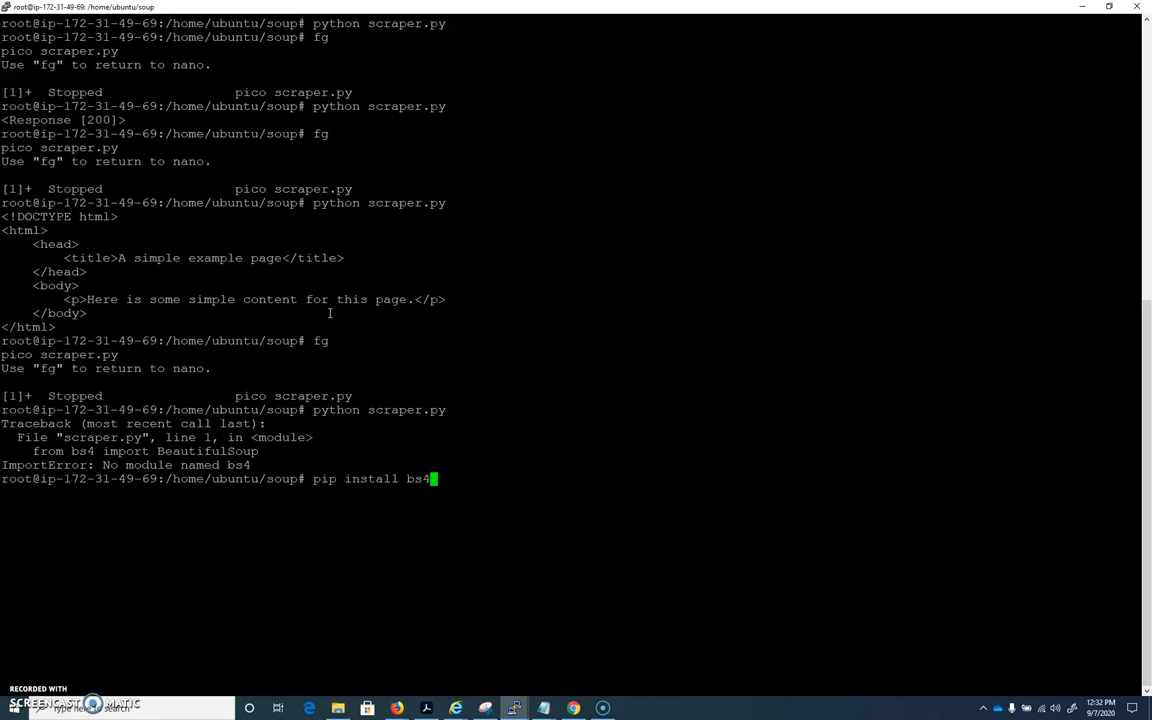 root@ip-172-31-49-69: /home/ubuntu/soup
root@ip-172-31-49-69:/home/ubuntu/soup# python scraper.py
root@ip-172-31-49-69:/home/ubuntu/soup# fg
pico scraper.py
Use "fg" to return to nano.
[1]+  Stopped                 pico scraper.py
root@ip-172-31-49-69:/home/ubuntu/soup# python scraper.py
<Response [200]>
root@ip-172-31-49-69:/home/ubuntu/soup# fg
pico scraper.py
Use "fg" to return to nano.
[1]+  Stopped                 pico scraper.py
root@ip-172-31-49-69:/home/ubuntu/soup# python scraper.py
<!DOCTYPE html>
<html>
    <head>
        <title>A simple example page</title>
    </head>
    <body>
        <p>Here is some simple content for this page.</p>
    </body>
</html>
root@ip-172-31-49-69:/home/ubuntu/soup# fg
pico scraper.py
Use "fg" to return to nano.
[1]+  Stopped                 pico scraper.py
root@ip-172-31-49-69:/home/ubuntu/soup# python scraper.py
Traceback (most recent call last):
  File "scraper.py", line 1, in <module>
    from bs4 import BeautifulSoup
ImportError: No module named bs4
root@ip-172-31-49-69:/home/ubuntu/soup# pip install bs4
RECORDED WITH
SCREENCAST MATIC
Type here to search
12:32 PM
9/7/2020